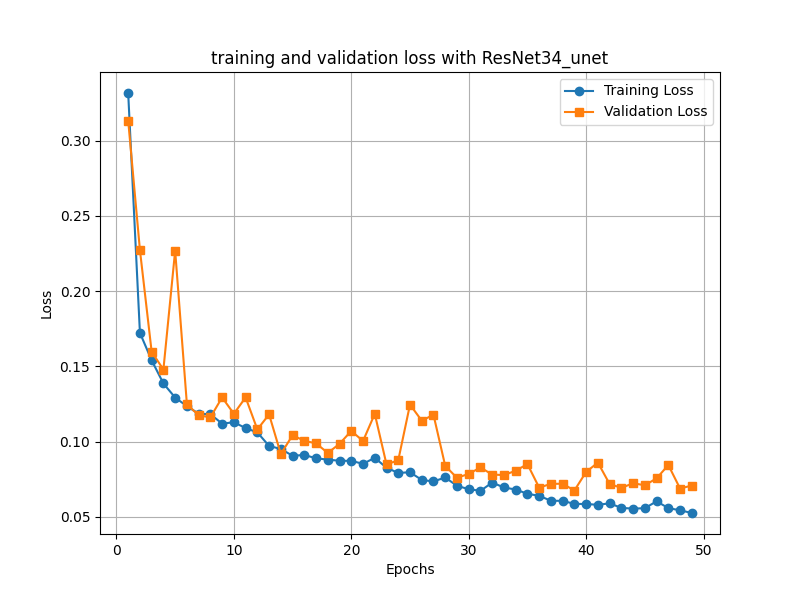 training and validation loss with ResNet34_unet
Training Loss
Validation Loss
0.30
0.25
0.20
0.15
0.10
0.05
Loss
0
10
20
30
40
50
Epochs